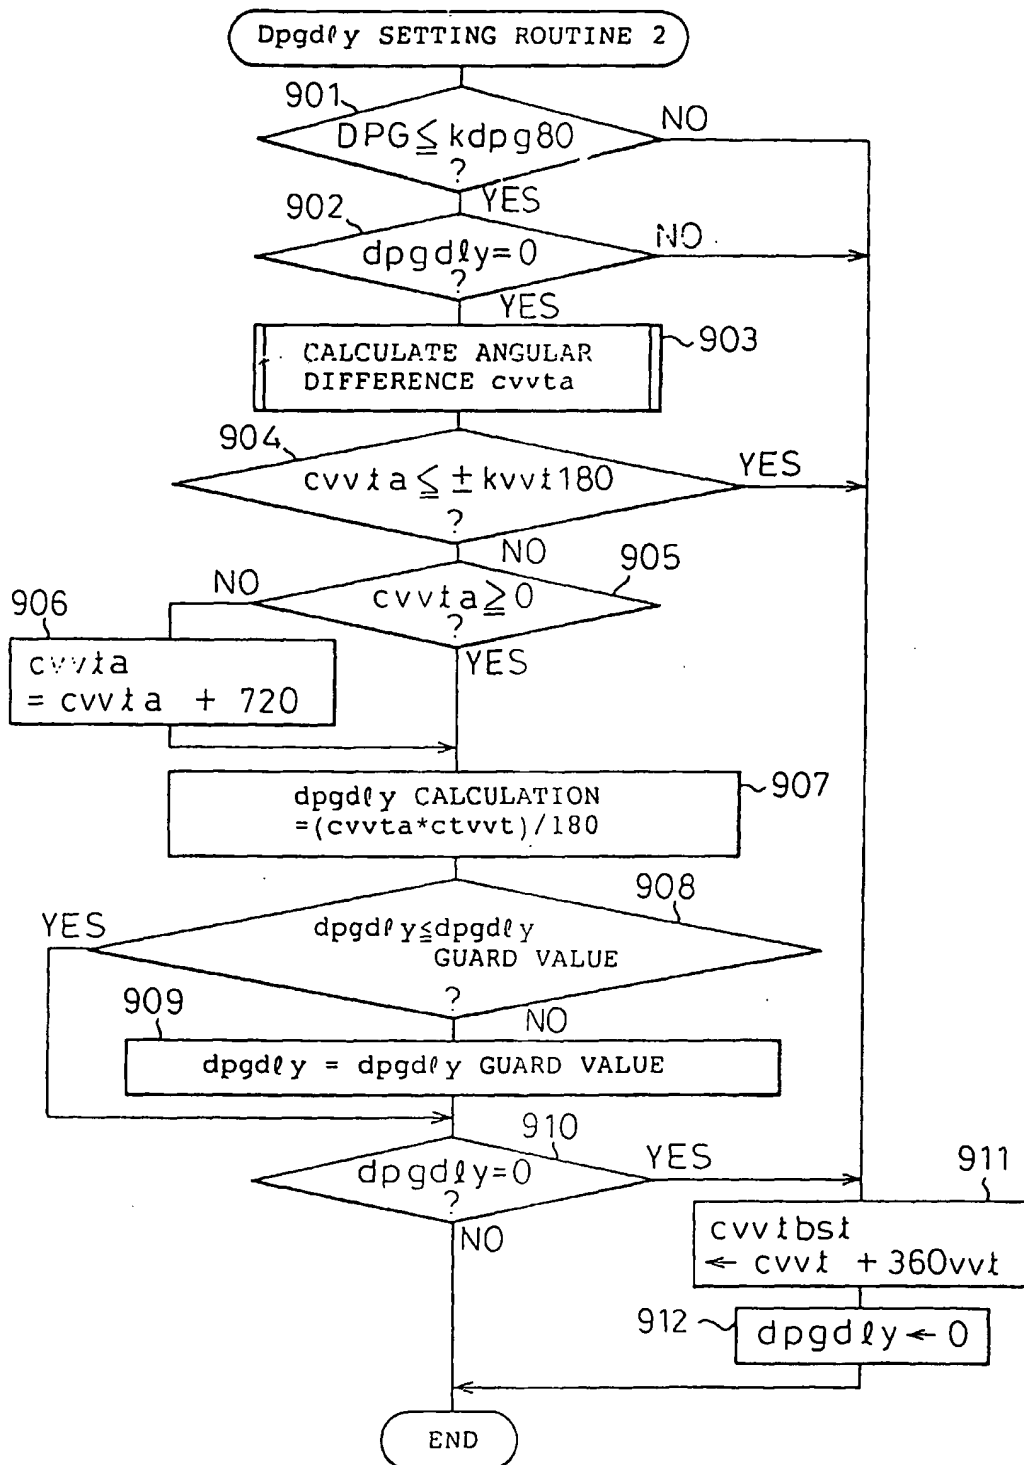 Dpgdℓy SETTING ROUTINE 2
901
DPG ≦ kdpg80
?
NO
YES
902
dpgdℓy=0
?
NO
YES
CALCULATE ANGULAR
DIFFERENCE cvvta
903
904
cvvta ≦ ± kvvt180
?
YES
NO
905
cvvta ≧ 0
?
NO
YES
906
cvvta
= cvvta + 720
dpgdℓy CALCULATION
=(cvvta*ctvvt)/180
907
908
dpgdℓy≦dpgdℓy
GUARD VALUE
?
YES
NO
909
dpgdℓy = dpgdℓy GUARD VALUE
910
dpgdℓy=0
?
YES
NO
911
cvvtbst
← cvvt + 360vvt
912
dpgdℓy ← 0
END